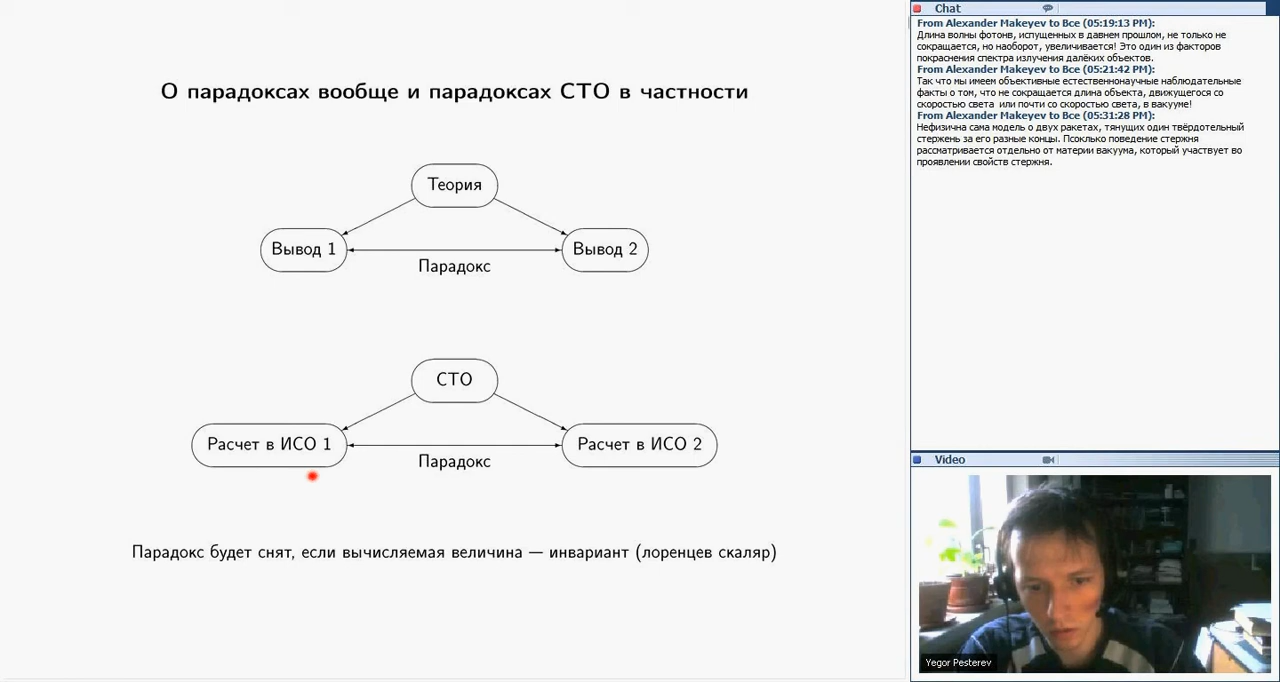 О парадоксах вообще и парадоксах СТО в частности
Теория
Вывод 1
Вывод 2
Парадокс
СТО
Расчет в ИСО 1
Расчет в ИСО 2
Парадокс
Парадокс будет снят, если вычисляемая величина — инвариант (лоренцев скаляр)
Chat
From Alexander Makeyev to Все (05:19:13 PM):
Длина волны фотонв, испущенных в давнем прошлом, не только не
сокращается, но наоборот, увеличивается! Это один из факторов
покраснения спектра излучения далёких объектов.
From Alexander Makeyev to Все (05:21:42 PM):
Так что мы имеем объективные естественнонаучные наблюдательные
факты о том, что не сокращается длина объекта, движущегося со
скоростью света или почти со скоростью света, в вакууме!
From Alexander Makeyev to Все (05:31:28 PM):
Нефизична сама модель о двух ракетах, тянущих один твёрдотельный
стержень за его разные концы. Псоклько поведение стержня
рассматривается отдельно от материи вакуума, который участвует во
проявлении свойств стержня.
Video
Yegor Pesterev